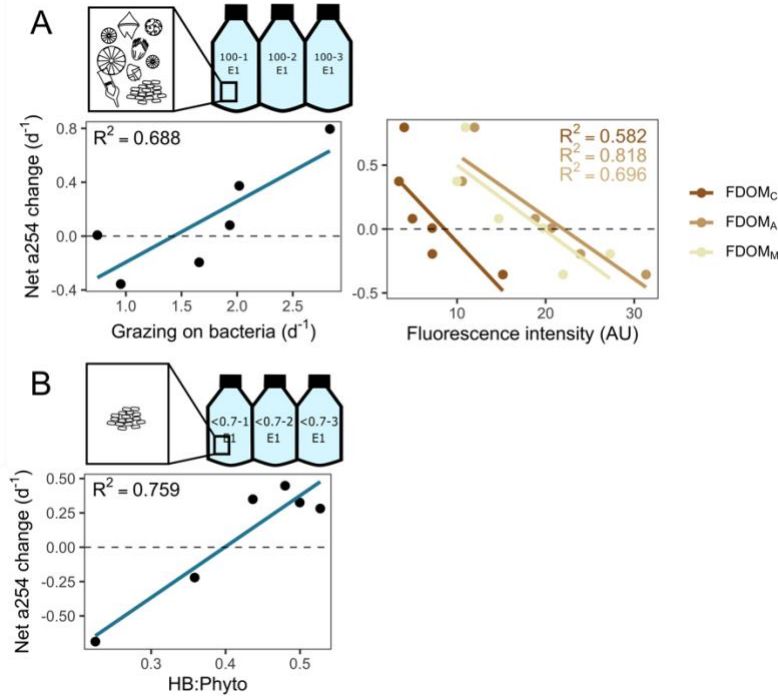 A
100-1 100-2 100-3
E1 E1 E1
R² = 0.688
Net a254 change (d⁻¹)
0.8
0.4
0.0
-0.4
1.0 1.5 2.0 2.5
Grazing on bacteria (d⁻¹)
R² = 0.582
R² = 0.818
R² = 0.696
0.5
0.0
-0.5
10 20 30
Fluorescence intensity (AU)
FDOM_C
FDOM_A
FDOM_M
B
<0.7-1 <0.7-2 <0.7-3
E1 E1 E1
R² = 0.759
Net a254 change (d⁻¹)
0.50
0.25
0.00
-0.25
-0.50
0.3 0.4 0.5
HB:Phyto